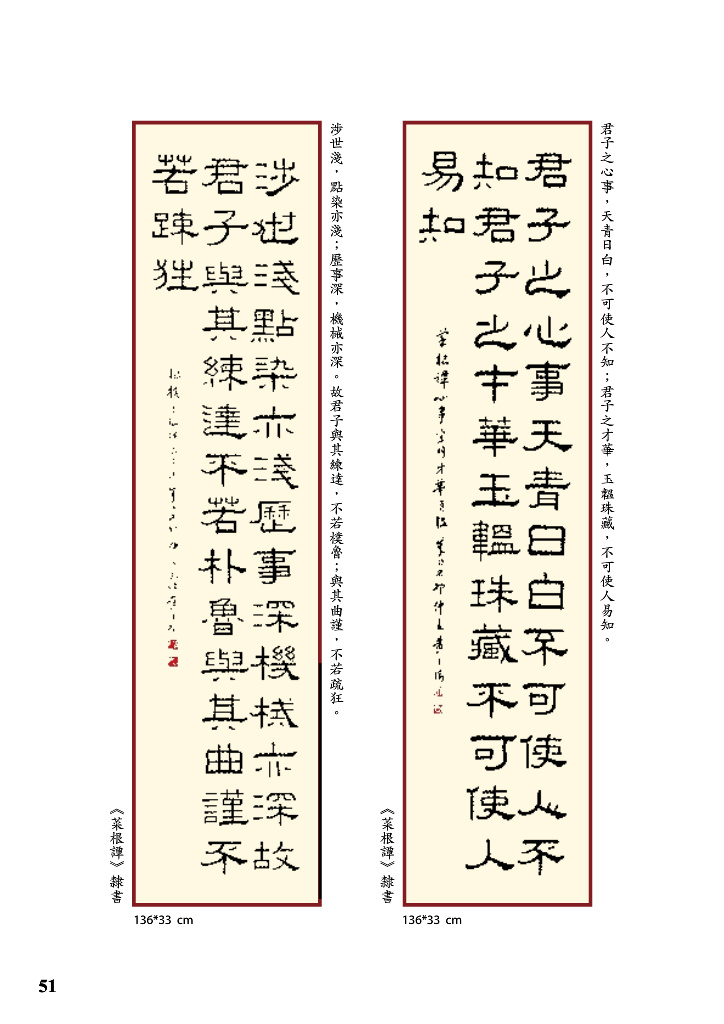 君子之心事，天青日白，不可使人不知；君子之才華，玉韞珠藏，不可使人易知。
君子之心事天青日白不可使人不
知君子之才華玉韞珠藏不可使人
易知
菜根譚心事宜明才華
《菜根譚》隸書
136*33 cm
涉世淺，點染亦淺；歷事深，機械亦深。故君子與其練達，不若樸魯；與其曲謹，不若疏狂。
涉世淺點染亦淺歷事深機械亦深故
君子與其練達不若朴魯與其曲謹不
若踈狂
《菜根譚》隸書
136*33 cm
51